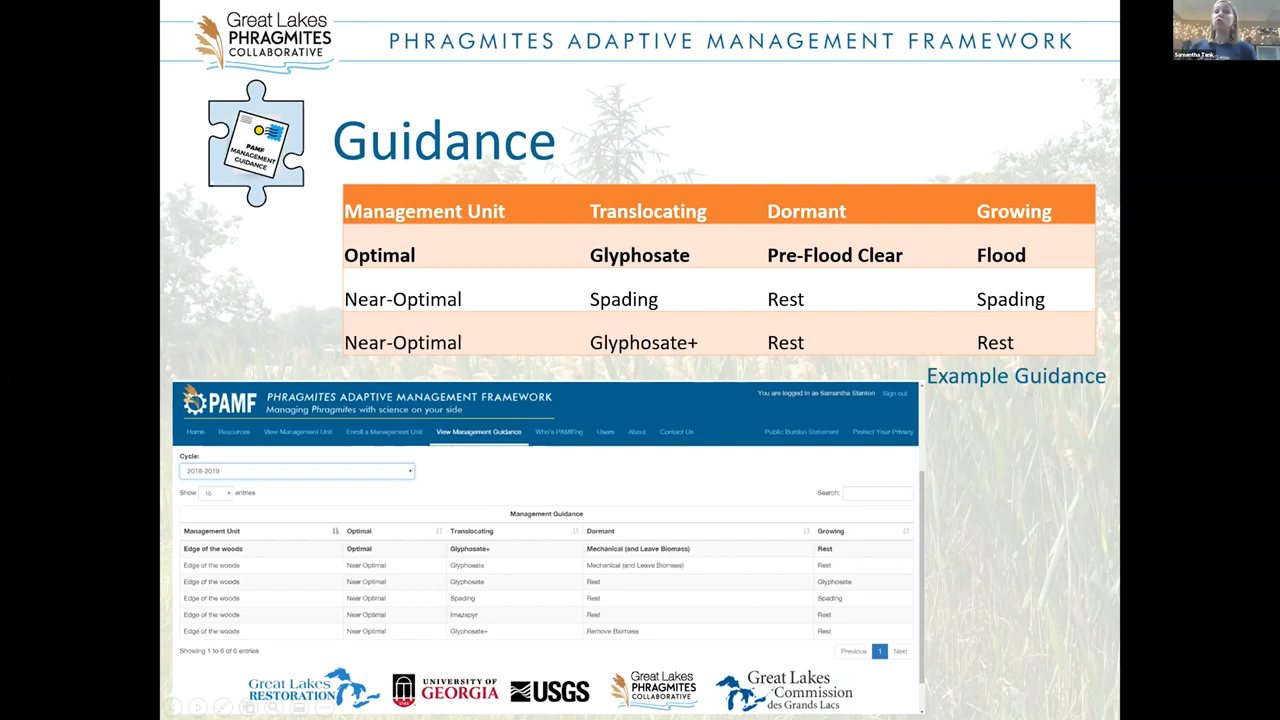 Great Lakes
PHRAGMITES
COLLABORATIVE
PHRAGMITES ADAPTIVE MANAGEMENT FRAMEWORK
Samantha Tank
PAMF
MANAGEMENT
GUIDANCE
Guidance
Management Unit Translocating Dormant Growing
Optimal Glyphosate Pre-Flood Clear Flood
Near-Optimal Spading Rest Spading
Near-Optimal Glyphosate+ Rest Rest
Example Guidance
PAMF PHRAGMITES ADAPTIVE MANAGEMENT FRAMEWORK
Managing Phragmites with science on your side
You are logged in as Samantha Stanton Sign out
Home Resources View Management Unit Enroll a Management Unit View Management Guidance Who's PAMFing Users About Contact Us Public Burden Statement Protect Your Privacy
Cycle:
2018-2019
Show 10 entries Search:
Management Guidance
Management Unit Optimal Translocating Dormant Growing
Edge of the woods Optimal Glyphosate+ Mechanical (and Leave Biomass) Rest
Edge of the woods Near Optimal Glyphosate Mechanical (and Leave Biomass) Rest
Edge of the woods Near Optimal Glyphosate Rest Glyphosate
Edge of the woods Near Optimal Spading Rest Spading
Edge of the woods Near Optimal Imazapyr Rest Rest
Edge of the woods Near Optimal Glyphosate+ Remove Biomass Rest
Showing 1 to 6 of 6 entries Previous 1 Next
Great Lakes
RESTORATION
UNIVERSITY OF
GEORGIA
USGS
Great Lakes
PHRAGMITES
COLLABORATIVE
Great Lakes
Commission
des Grands Lacs